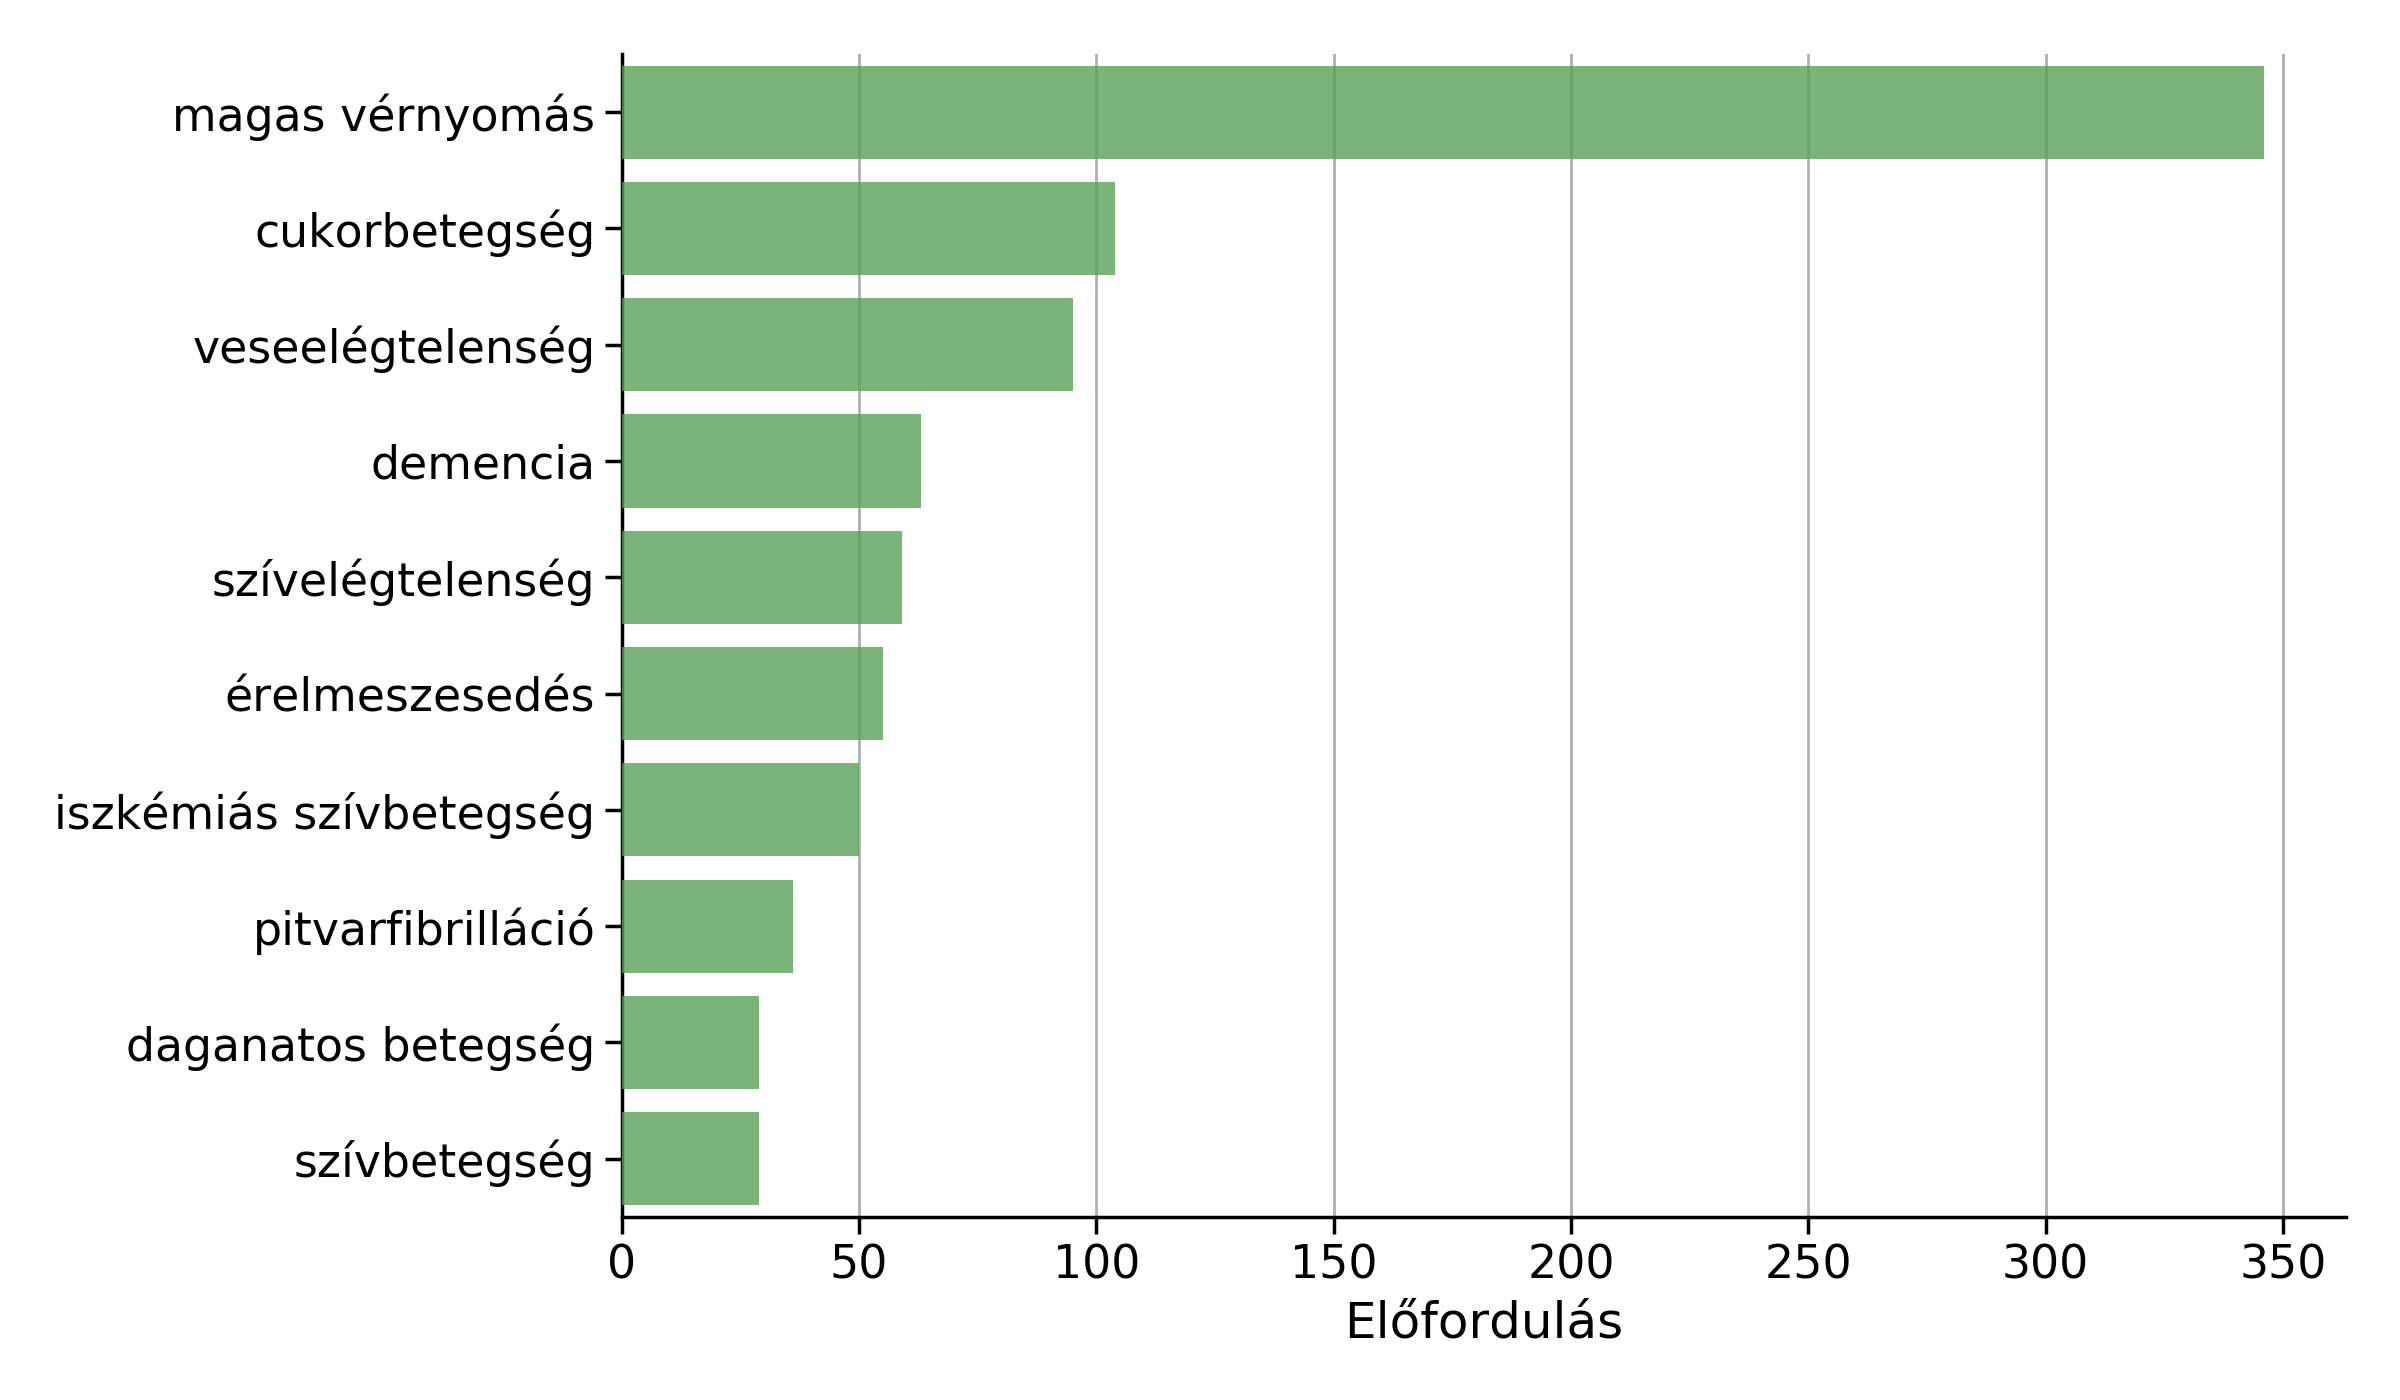 magas vérnyomás
cukorbetegség
veseelégtelenség
demencia
szívelégtelenség
érelmeszesedés
iszkémiás szívbetegség
pitvarfibrilláció
daganatos betegség
szívbetegség
0 50 100 150 200 250 300 350
Előfordulás